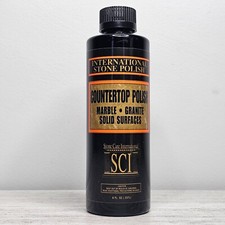 INTERNATIONAL
STONE POLISH
COUNTERTOP POLISH
MARBLE • GRANITE
SOLID SURFACES
Stone Care International
SCI